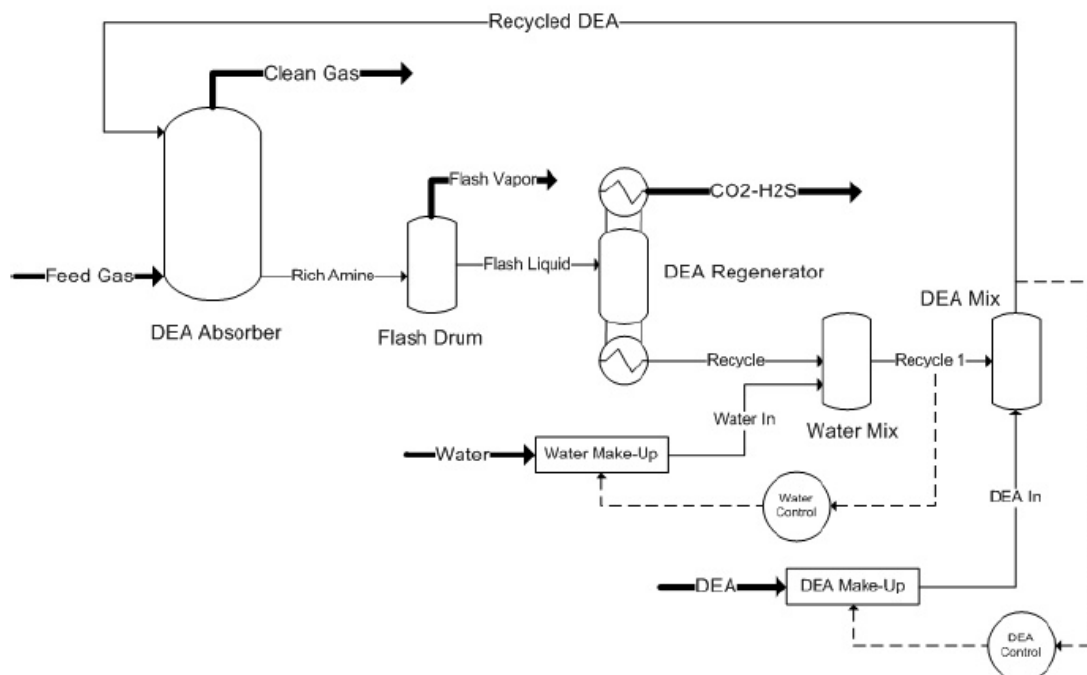 Recycled DEA
Clean Gas
Flash Vapor
CO2-H2S
Feed Gas
Rich Amine
Flash Liquid
DEA Regenerator
DEA Absorber
Flash Drum
DEA Mix
Recycle
Recycle 1
Water In
Water Mix
Water
Water Make-Up
Water
Control
DEA In
DEA
DEA Make-Up
DEA
Control